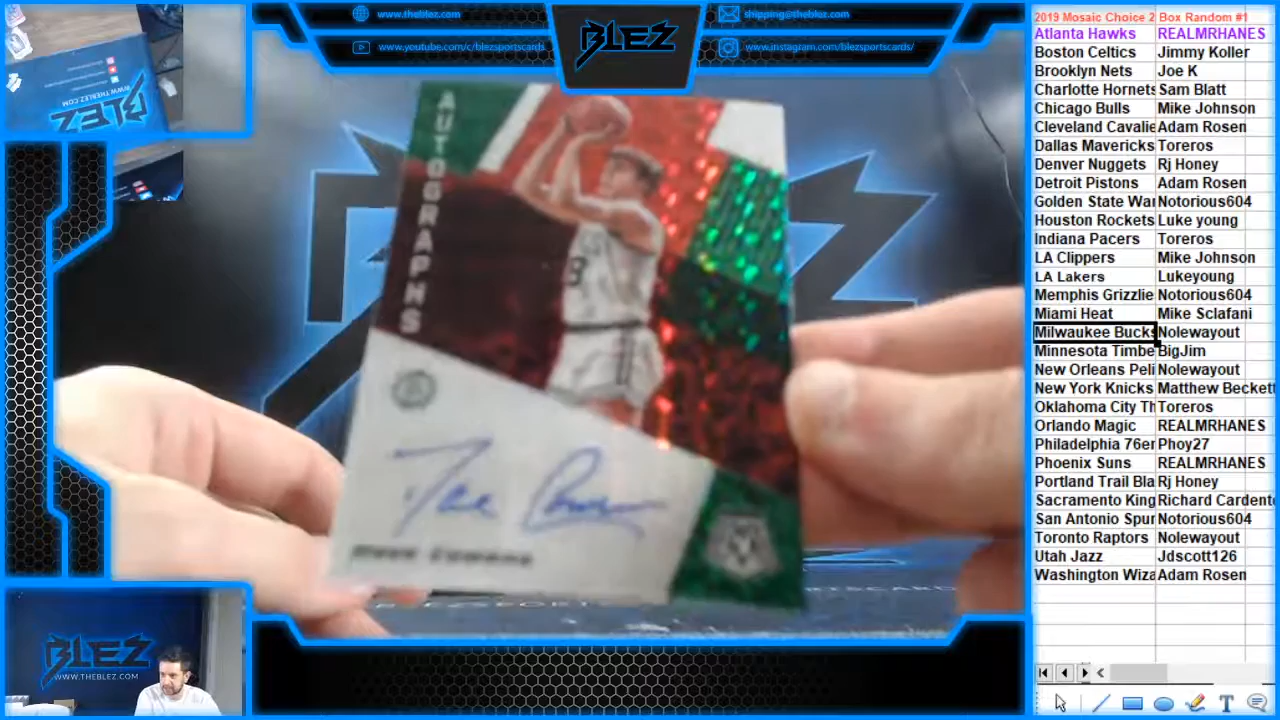 www.theblez.com
www.youtube.com/c/blezsportscards
BLEZ
shipping@theblez.com
www.instagram.com/blezsportscards/
WWW.THEBLEZ.COM
AUTOGRAPHS
BLEZ
WWW.THEBLEZ.COM
2019 Mosaic Choice 2 Box Random #1
Atlanta Hawks REALMRHANES
Boston Celtics Jimmy Koller
Brooklyn Nets Joe K
Charlotte Hornets Sam Blatt
Chicago Bulls Mike Johnson
Cleveland Cavalie Adam Rosen
Dallas Mavericks Toreros
Denver Nuggets Rj Honey
Detroit Pistons Adam Rosen
Golden State War Notorious604
Houston Rockets Luke young
Indiana Pacers Toreros
LA Clippers Mike Johnson
LA Lakers Lukeyoung
Memphis Grizzlie Notorious604
Miami Heat Mike Sclafani
Milwaukee Bucks Nolewayout
Minnesota Timbe BigJim
New Orleans Peli Nolewayout
New York Knicks Matthew Beckett
Oklahoma City Th Toreros
Orlando Magic REALMRHANES
Philadelphia 76er Phoy27
Phoenix Suns REALMRHANES
Portland Trail Bla Rj Honey
Sacramento King Richard Cardent
San Antonio Spur Notorious604
Toronto Raptors Nolewayout
Utah Jazz Jdscott126
Washington Wiza Adam Rosen